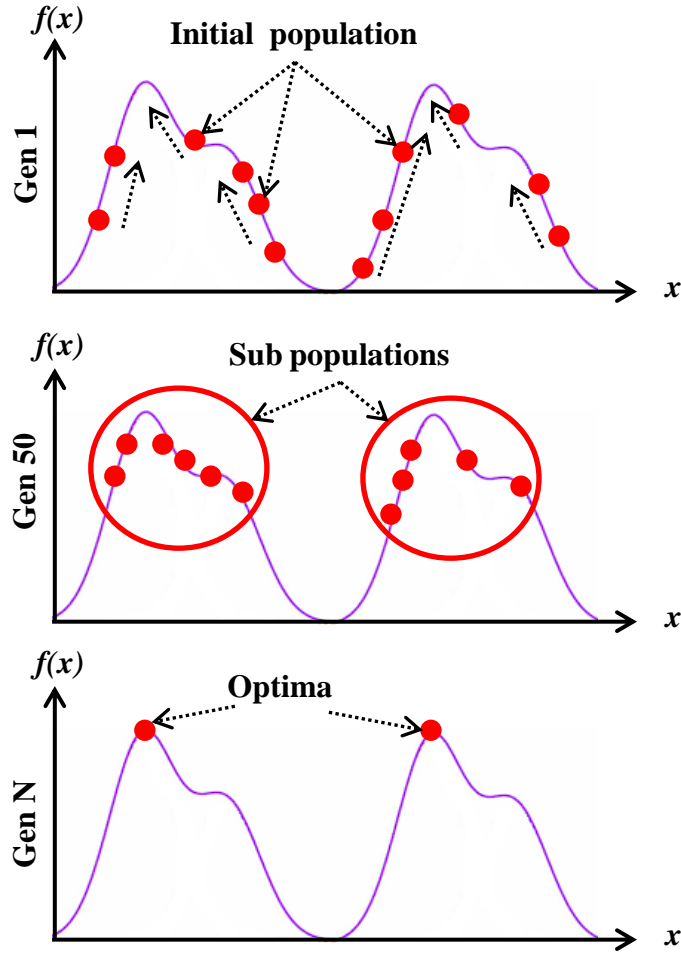 f(x)
Initial population
Gen 1
x
f(x)
Sub populations
Gen 50
x
f(x)
Optima
Gen N
x